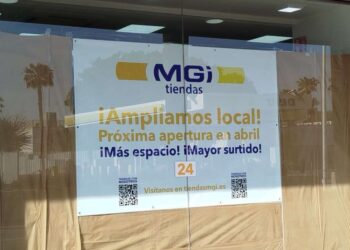 MGi
tiendas
¡Ampliamos local!
Próxima apertura en abril
¡Más espacio! ¡Mayor surtido!
24
Visítanos en tiendasmgi.es